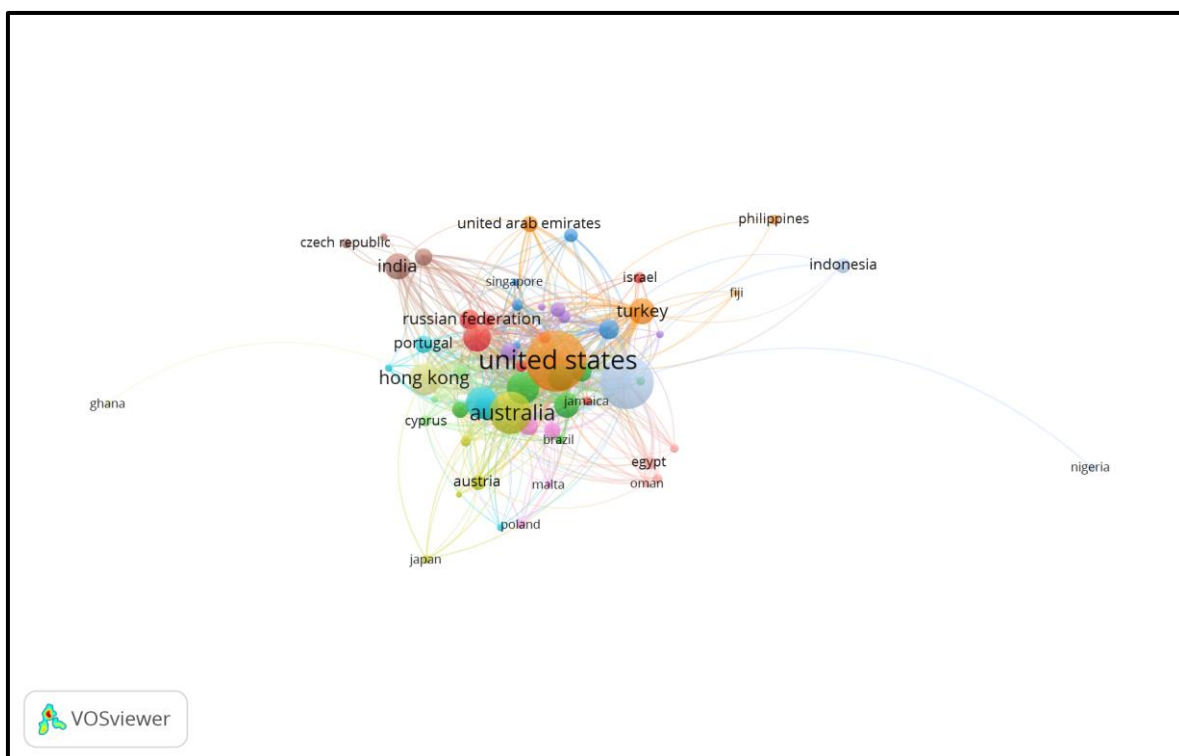 united arab emirates
philippines
czech republic
india
indonesia
singapore
israel
fiji
turkey
russian federation
portugal
united states
hong kong
ghana
jamaica
australia
cyprus
brazil
egypt
nigeria
austria
malta
oman
poland
japan
VOSviewer